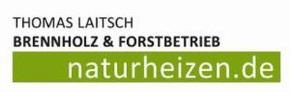 THOMAS LAITSCH
BRENNHOLZ & FORSTBETRIEB
naturheizen.de